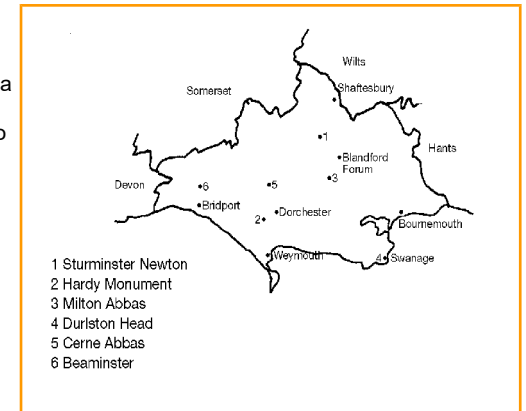 a
o
Wilts
Shaftesbury
Somerset
1
Hants
Blandford
Forum
3
Devon
6
5
Bridport
Dorchester
2
Bournemouth
Weymouth
4 Swanage
1 Sturminster Newton
2 Hardy Monument
3 Milton Abbas
4 Durlston Head
5 Cerne Abbas
6 Beaminster